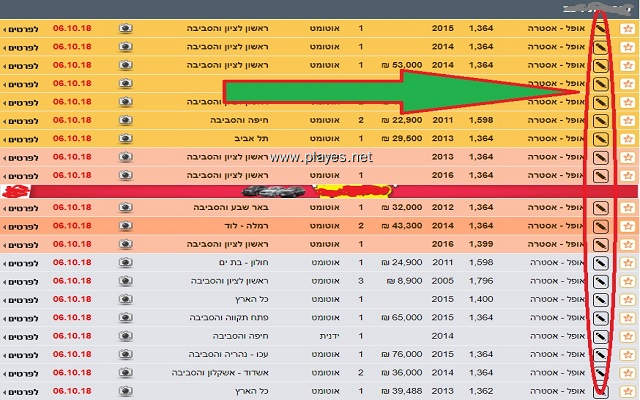 אופל - אסטרה 1,364 2015 1 אוטומט ראשון לציון והסביבה 06.10.18 לפרטים
אופל - אסטרה 1,364 2014 1 אוטומט ראשון לציון והסביבה 06.10.18 לפרטים
אופל - אסטרה 1,364 2014 53,000 ₪ 1 אוטומט ראשון לציון והסביבה 06.10.18 לפרטים
אופל - אסטרה 06.10.18 לפרטים
אופל - אסטרה אוטומט ראשון לציון והסביבה 06.10.18 לפרטים
אופל - אסטרה 1,598 2011 22,900 ₪ 2 אוטומט חיפה והסביבה 06.10.18 לפרטים
אופל - אסטרה 1,364 2013 29,500 ₪ 1 אוטומט תל אביב 06.10.18 לפרטים
אופל - אסטרה 1,364 2013 1 אוטומט ראשון לציון והסביבה 06.10.18 לפרטים
www.playes.net
אופל - אסטרה 1,364 2016 1 אוטומט ראשון לציון והסביבה 06.10.18 לפרטים
אופל - אסטרה 1,364 2012 32,000 ₪ 1 אוטומט באר שבע והסביבה 06.10.18 לפרטים
אופל - אסטרה 1,364 2014 43,300 ₪ 2 אוטומט רמלה - לוד 06.10.18 לפרטים
אופל - אסטרה 1,399 2016 1 אוטומט ראשון לציון והסביבה 06.10.18 לפרטים
אופל - אסטרה 1,598 2011 24,900 ₪ 1 אוטומט חולון - בת ים 06.10.18 לפרטים
אופל - אסטרה 1,796 2005 8,900 ₪ 3 אוטומט ראשון לציון והסביבה 06.10.18 לפרטים
אופל - אסטרה 1,400 2015 1 אוטומט כל הארץ 06.10.18 לפרטים
אופל - אסטרה 1,364 2015 65,000 ₪ 1 אוטומט פתח תקווה והסביבה 06.10.18 לפרטים
אופל - אסטרה 2014 1 ידנית חיפה והסביבה 06.10.18 לפרטים
אופל - אסטרה 1,364 2015 76,000 ₪ 1 אוטומט עכו - נהריה והסביבה 06.10.18 לפרטים
אופל - אסטרה 1,364 2014 36,000 ₪ 2 אוטומט אשדוד - אשקלון והסביבה 06.10.18 לפרטים
אופל - אסטרה 1,362 2013 39,488 ₪ 1 אוטומט כל הארץ 06.10.18 לפרטים